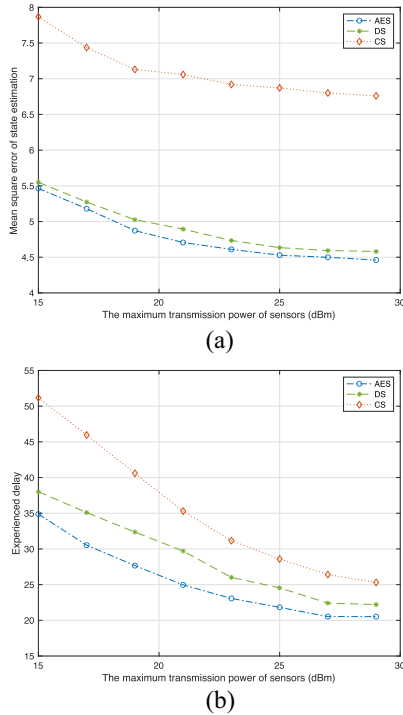 8
7.5
7
6.5
6
5.5
5
4.5
4
Mean square error of state estimation
AES
DS
CS
15 20 25 30
The maximum transmission power of sensors (dBm)
(a)
55
50
45
40
35
30
25
20
15
Experienced delay
AES
DS
CS
15 20 25 30
The maximum transmission power of sensors (dBm)
(b)